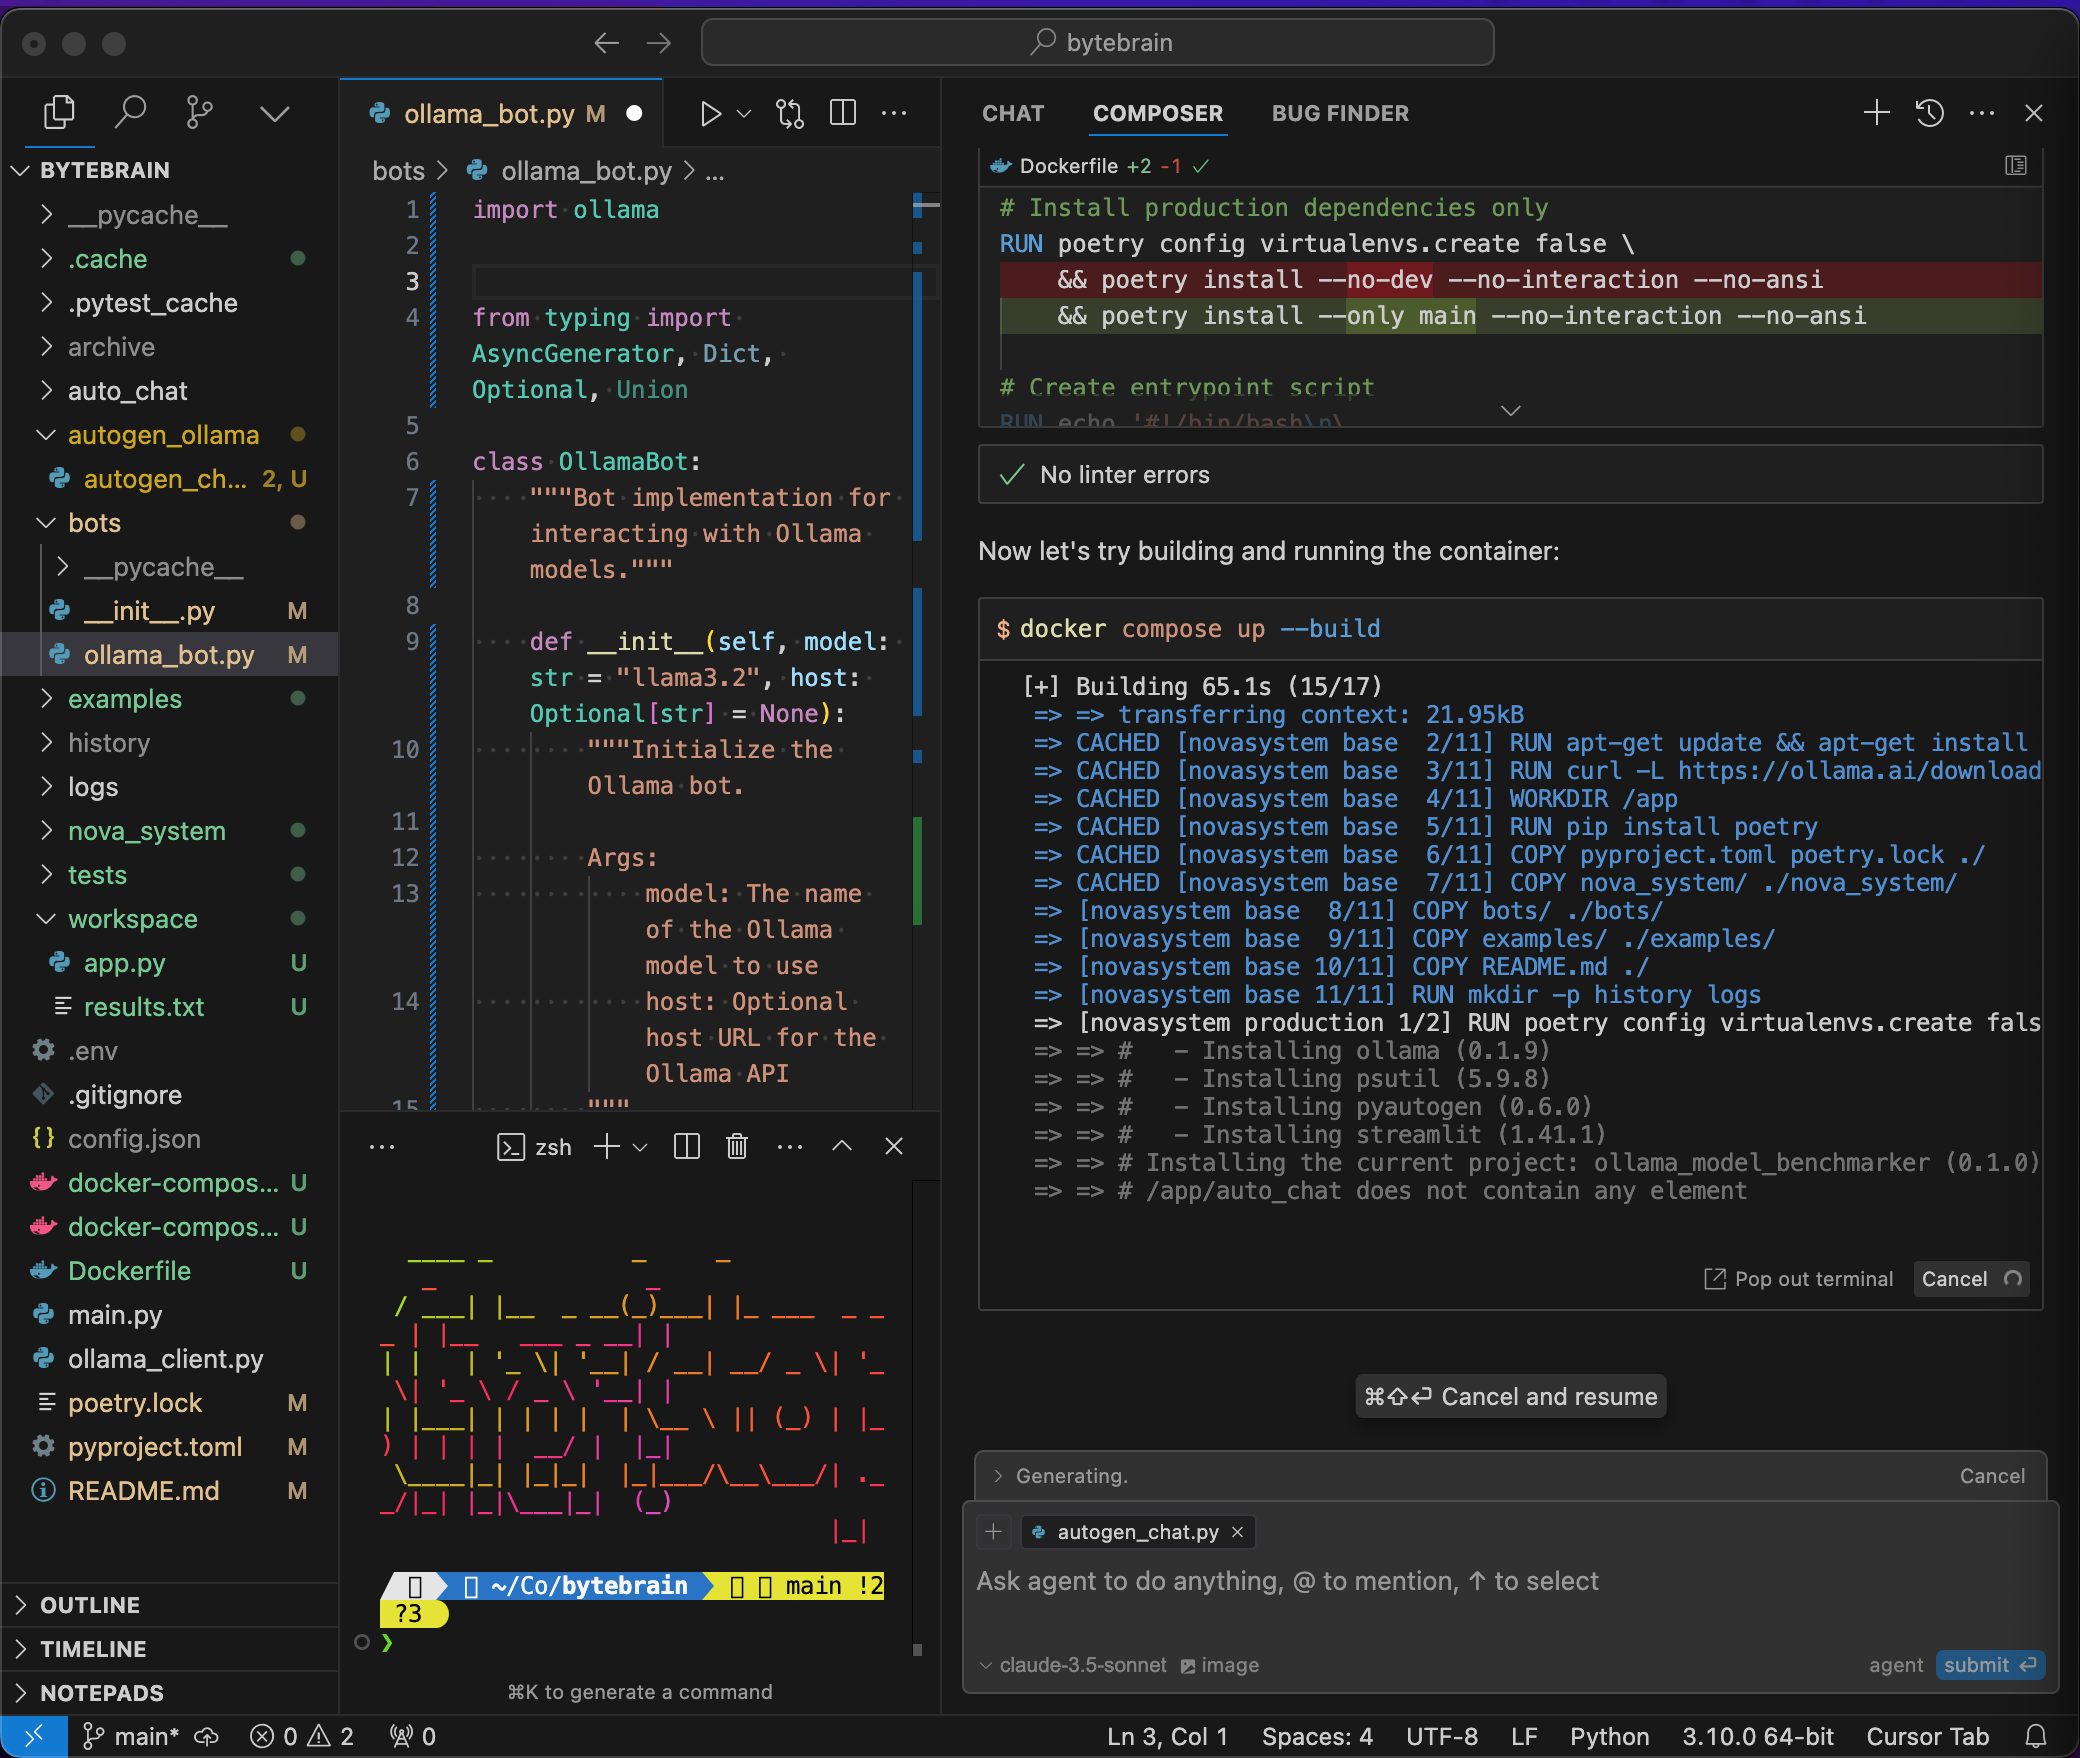 bytebrain
BYTEBRAIN
__pycache__
.cache
.pytest_cache
archive
auto_chat
autogen_ollama
autogen_ch... 2, U
bots
__pycache__
__init__.py M
ollama_bot.py M
examples
history
logs
nova_system
tests
workspace
app.py U
results.txt U
.env
.gitignore
config.json
docker-compos... U
docker-compos... U
Dockerfile U
main.py
ollama_client.py
poetry.lock M
pyproject.toml M
README.md M
OUTLINE
TIMELINE
NOTEPADS
ollama_bot.py M
bots > ollama_bot.py > ...
1 import ollama
2
3
4 from typing import
AsyncGenerator, Dict,
Optional, Union
5
6 class OllamaBot:
7 """Bot implementation for
interacting with Ollama
models."""
8
9 def __init__(self, model:
str = "llama3.2", host:
Optional[str] = None):
10 """Initialize the
Ollama bot.
11
12 Args:
13 model: The name
of the Ollama
model to use
14 host: Optional
host URL for the
Ollama API
15 """
zsh
~/Co/bytebrain main !2
?3
❯
⌘K to generate a command
CHAT COMPOSER BUG FINDER
Dockerfile +2 -1 ✓
# Install production dependencies only
RUN poetry config virtualenvs.create false \
&& poetry install --no-dev --no-interaction --no-ansi
&& poetry install --only main --no-interaction --no-ansi
# Create entrypoint script
RUN echo '#!/bin/bash\n\
No linter errors
Now let's try building and running the container:
$ docker compose up --build
[+] Building 65.1s (15/17)
=> => transferring context: 21.95kB
=> CACHED [novasystem base  2/11] RUN apt-get update && apt-get install
=> CACHED [novasystem base  3/11] RUN curl -L https://ollama.ai/download
=> CACHED [novasystem base  4/11] WORKDIR /app
=> CACHED [novasystem base  5/11] RUN pip install poetry
=> CACHED [novasystem base  6/11] COPY pyproject.toml poetry.lock ./
=> CACHED [novasystem base  7/11] COPY nova_system/ ./nova_system/
=> [novasystem base  8/11] COPY bots/ ./bots/
=> [novasystem base  9/11] COPY examples/ ./examples/
=> [novasystem base 10/11] COPY README.md ./
=> [novasystem base 11/11] RUN mkdir -p history logs
=> [novasystem production 1/2] RUN poetry config virtualenvs.create fals
=> => #   - Installing ollama (0.1.9)
=> => #   - Installing psutil (5.9.8)
=> => #   - Installing pyautogen (0.6.0)
=> => #   - Installing streamlit (1.41.1)
=> => # Installing the current project: ollama_model_benchmarker (0.1.0)
=> => # /app/auto_chat does not contain any element
Pop out terminal Cancel
⌘⇧⏎ Cancel and resume
Generating. Cancel
autogen_chat.py ×
Ask agent to do anything, @ to mention, ↑ to select
claude-3.5-sonnet image agent submit ⏎
main* 0 2 0 Ln 3, Col 1 Spaces: 4 UTF-8 LF Python 3.10.0 64-bit Cursor Tab